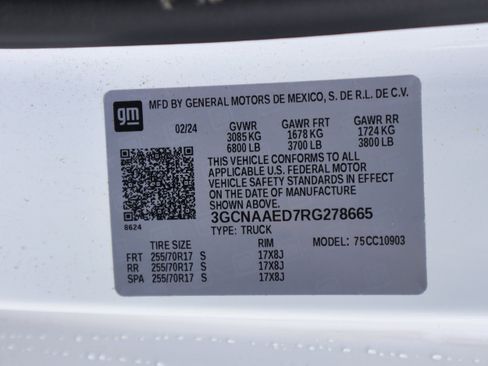 gm
MFD BY GENERAL MOTORS DE MEXICO, S. DE R.L. DE C.V.
02/24 GVWR GAWR FRT GAWR RR
3085 KG 1678 KG 1724 KG
6800 LB 3700 LB 3800 LB
THIS VEHICLE CONFORMS TO ALL
APPLICABLE U.S. FEDERAL MOTOR
VEHICLE SAFETY STANDARDS IN EFFECT
ON THE DATE OF MANUFACTURE
SHOWN ABOVE.
8624 3GCNAAED7RG278665
TYPE: TRUCK
TIRE SIZE RIM MODEL: 75CC10903
FRT 255/70R17 S 17X8J
RR 255/70R17 S 17X8J
SPA 255/70R17 S 17X8J